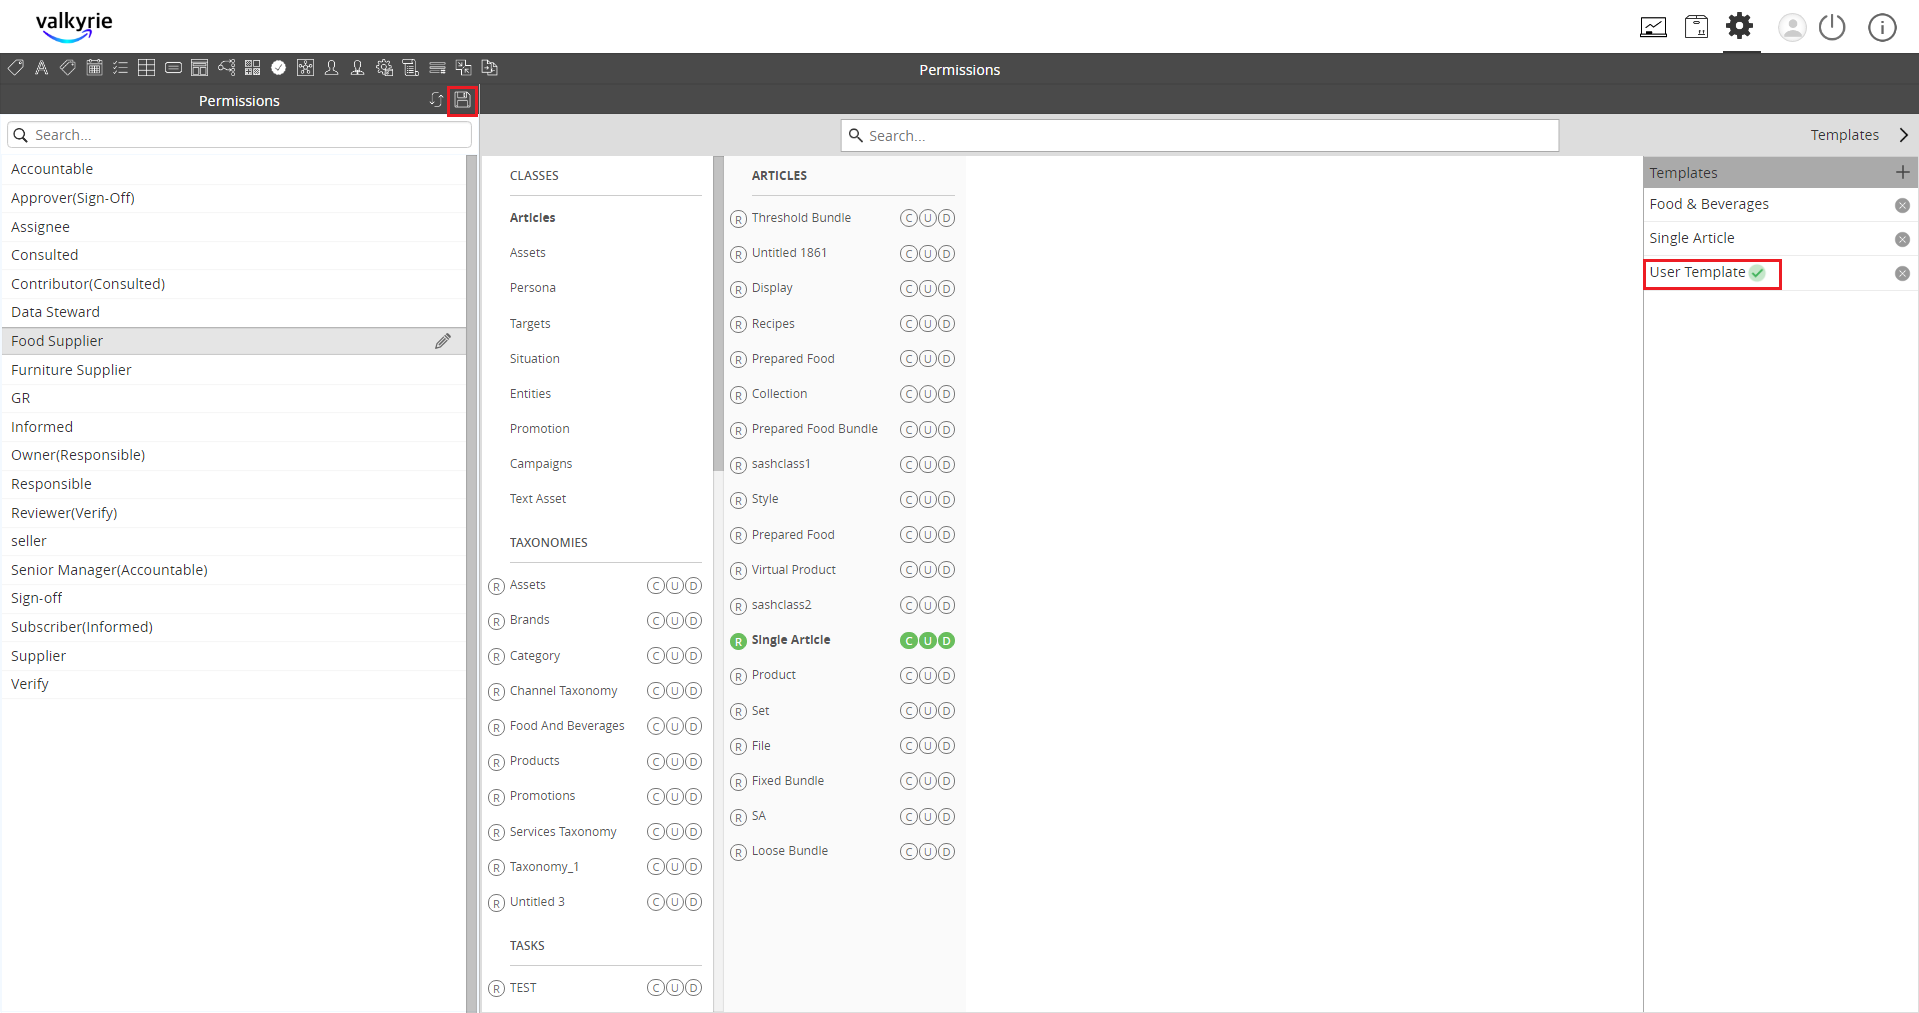 valkyrie
Permissions
Permissions
Search...
Accountable
Approver(Sign-Off)
Assignee
Consulted
Contributor(Consulted)
Data Steward
Food Supplier
Furniture Supplier
GR
Informed
Owner(Responsible)
Responsible
Reviewer(Verify)
seller
Senior Manager(Accountable)
Sign-off
Subscriber(Informed)
Supplier
Verify
Search...
Templates
CLASSES
Articles
Assets
Persona
Targets
Situation
Entities
Promotion
Campaigns
Text Asset
TAXONOMIES
R Assets C U D
R Brands C U D
R Category C U D
R Channel Taxonomy C U D
R Food And Beverages C U D
R Products C U D
R Promotions C U D
R Services Taxonomy C U D
R Taxonomy_1 C U D
R Untitled 3 C U D
TASKS
R TEST C U D
ARTICLES
R Threshold Bundle C U D
R Untitled 1861 C U D
R Display C U D
R Recipes C U D
R Prepared Food C U D
R Collection C U D
R Prepared Food Bundle C U D
R sashclass1 C U D
R Style C U D
R Prepared Food C U D
R Virtual Product C U D
R sashclass2 C U D
R Single Article C U D
R Product C U D
R Set C U D
R File C U D
R Fixed Bundle C U D
R SA C U D
R Loose Bundle C U D
Templates
Food & Beverages
Single Article
User Template